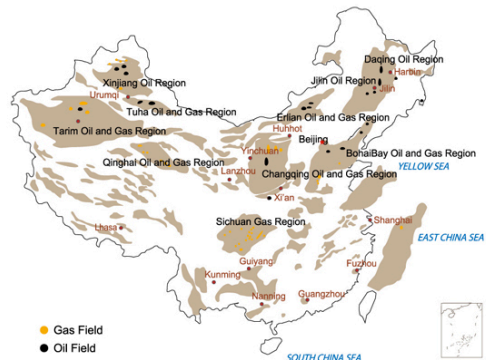 Daqing Oil Region
Harbin
Xinjiang Oil Region
Jijin Oil Region
Jilin
Urumqi
Tuha Oil and Gas Region
Erlian Oil and Gas Region
Tarim Oil and Gas Region
Huhhot
Beijing
Yinchuan
BohaiBay Oil and Gas Region
Qinghai Oil and Gas Region
YELLOW SEA
Lanzhou
Changqing Oil and Gas Region
Xi'an
Sichuan Gas Region
Shanghai
Lhasa
EAST CHINA SEA
Guiyang
Fuzhou
Kunming
Nanning
Guangzhou
Gas Field
Oil Field
SOUTH CHINA SEA